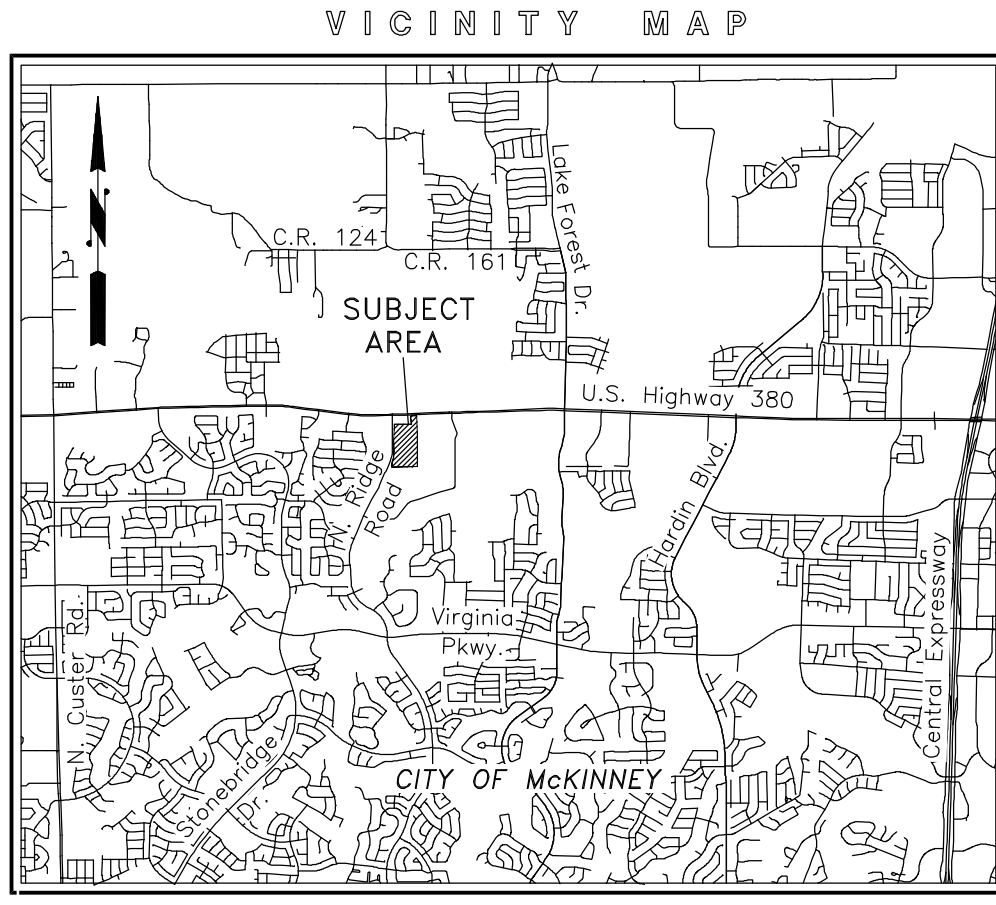 VICINITY MAP
Lake Forest Dr.
C.R. 124
C.R. 161
SUBJECT
AREA
U.S. Highway 380
N. Ridge
Road
Hardin Blvd.
Virginia
Pkwy.
N. Custer Rd.
Central Expressway
Stonebridge
Dr.
CITY OF McKINNEY
N